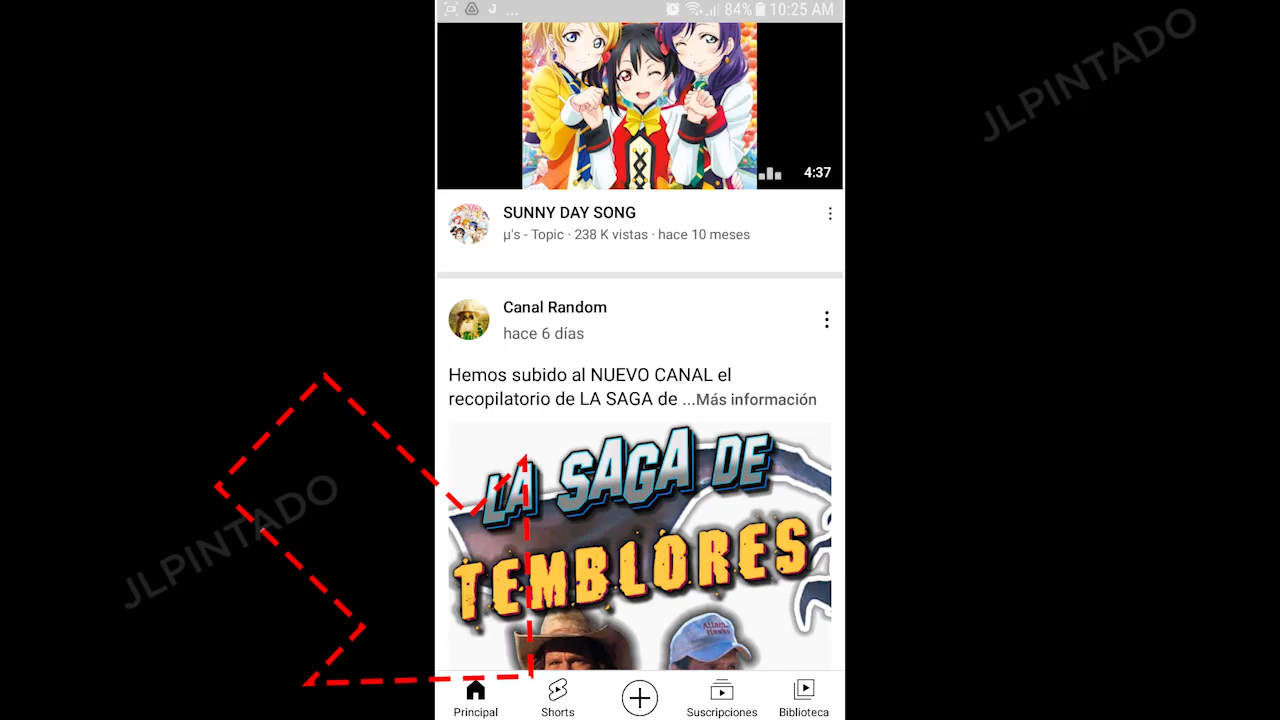 J ... 84% 10:25 AM
JLPINTADO
4:37
SUNNY DAY SONG
µ's - Topic · 238 K vistas · hace 10 meses
Canal Random
hace 6 días
Hemos subido al NUEVO CANAL el
recopilatorio de LA SAGA de ...Más información
LA SAGA DE
TEMBLORES
JLPINTADO
Principal
Shorts
Suscripciones
Biblioteca